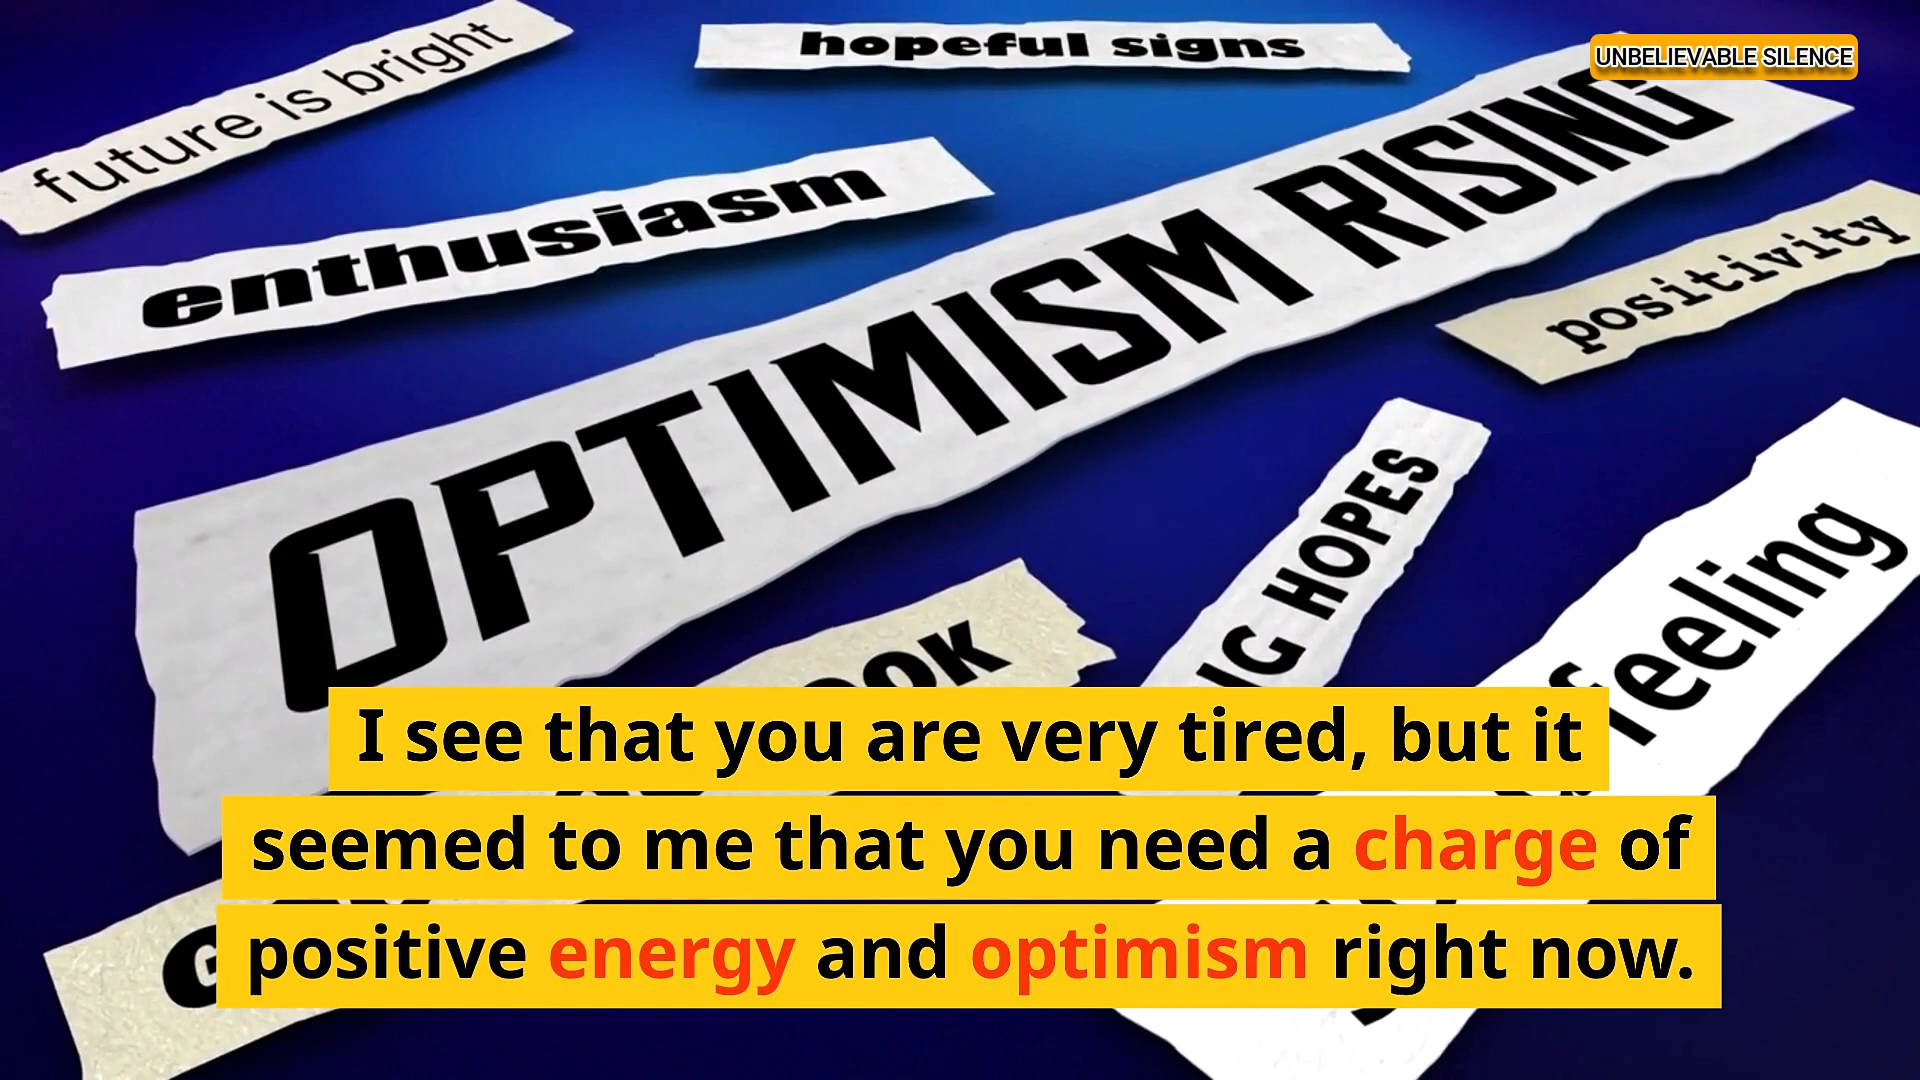 future is bright
hopeful signs
UNBELIEVABLE SILENCE
enthusiasm
OPTIMISM RISING
positivity
HOPES
feeling
I see that you are very tired, but it
seemed to me that you need a charge of
positive energy and optimism right now.